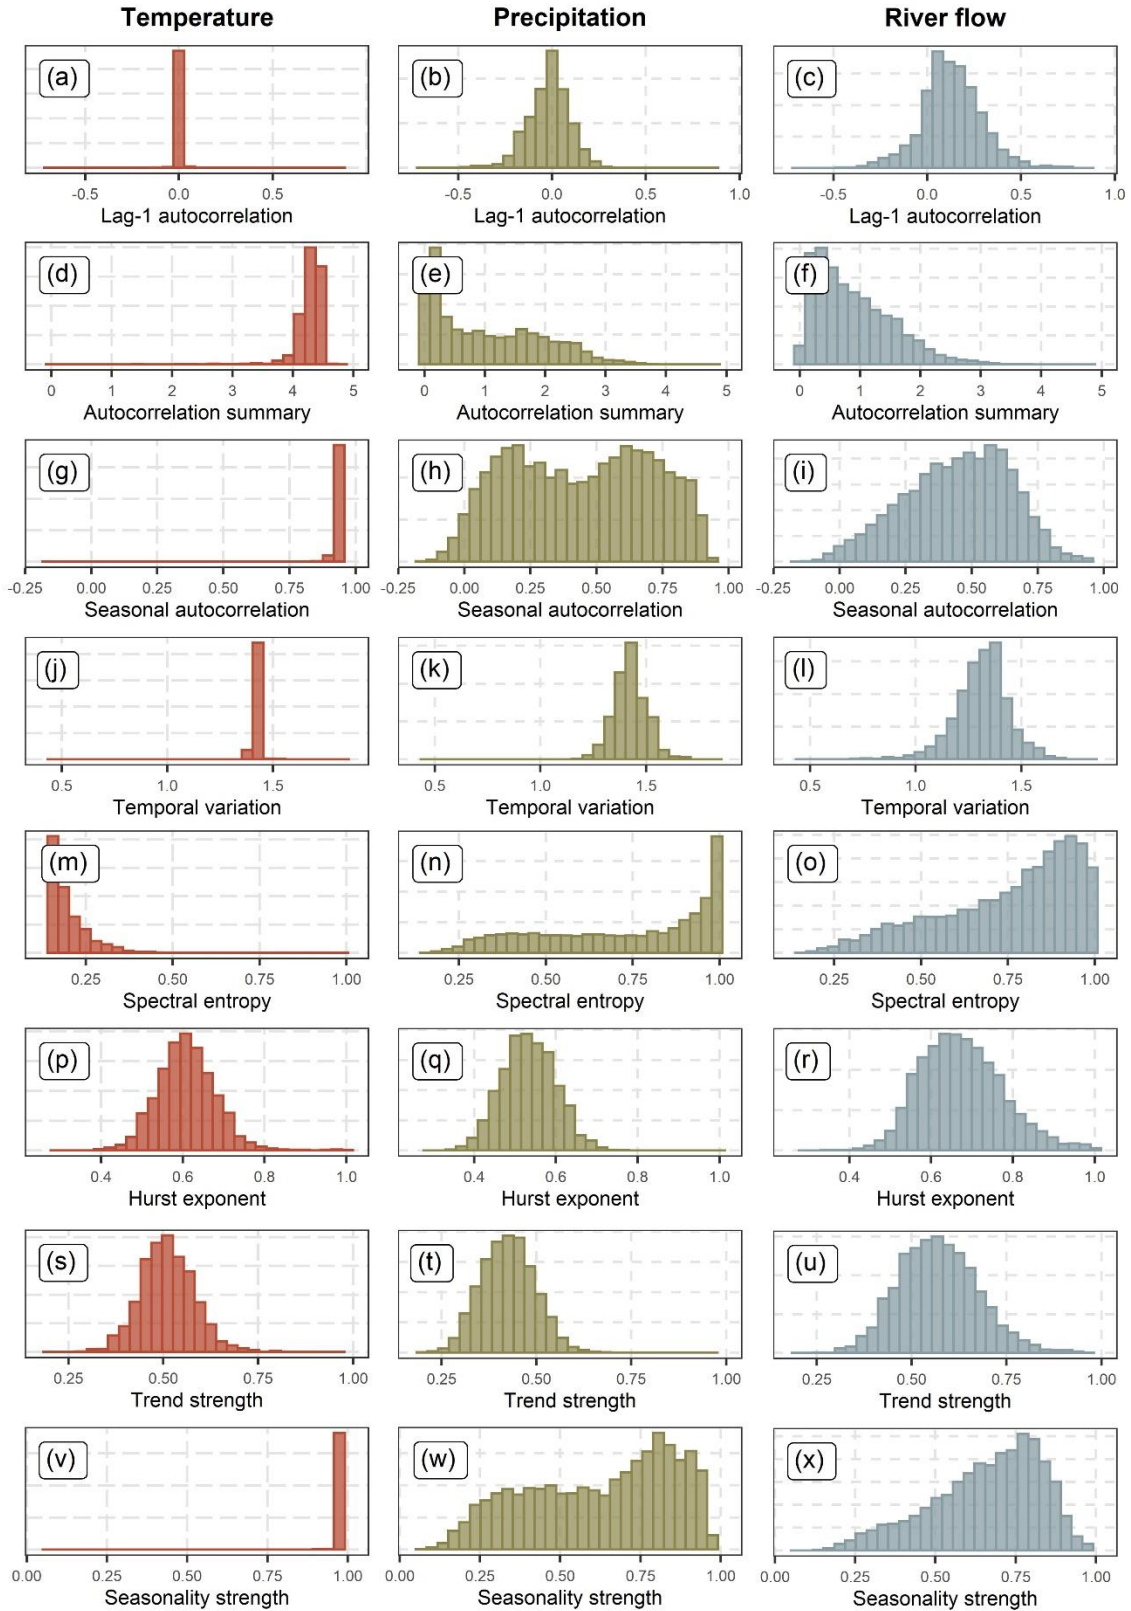 Temperature Precipitation River flow
(a) (b) (c)
-0.5 0.0 0.5 -0.5 0.0 0.5 1.0 -0.5 0.0 0.5 1.0
Lag-1 autocorrelation Lag-1 autocorrelation Lag-1 autocorrelation
(d) (e) (f)
0 1 2 3 4 5 0 1 2 3 4 5 0 1 2 3 4 5
Autocorrelation summary Autocorrelation summary Autocorrelation summary
(g) (h) (i)
-0.25 0.00 0.25 0.50 0.75 1.00 -0.25 0.00 0.25 0.50 0.75 1.00 -0.25 0.00 0.25 0.50 0.75 1.00
Seasonal autocorrelation Seasonal autocorrelation Seasonal autocorrelation
(j) (k) (l)
0.5 1.0 1.5 0.5 1.0 1.5 0.5 1.0 1.5
Temporal variation Temporal variation Temporal variation
(m) (n) (o)
0.25 0.50 0.75 1.00 0.25 0.50 0.75 1.00 0.25 0.50 0.75 1.00
Spectral entropy Spectral entropy Spectral entropy
(p) (q) (r)
0.4 0.6 0.8 1.0 0.4 0.6 0.8 1.0 0.4 0.6 0.8 1.0
Hurst exponent Hurst exponent Hurst exponent
(s) (t) (u)
0.25 0.50 0.75 1.00 0.25 0.50 0.75 1.00 0.25 0.50 0.75 1.00
Trend strength Trend strength Trend strength
(v) (w) (x)
0.00 0.25 0.50 0.75 1.00 0.00 0.25 0.50 0.75 1.00 0.00 0.25 0.50 0.75 1.00
Seasonality strength Seasonality strength Seasonality strength